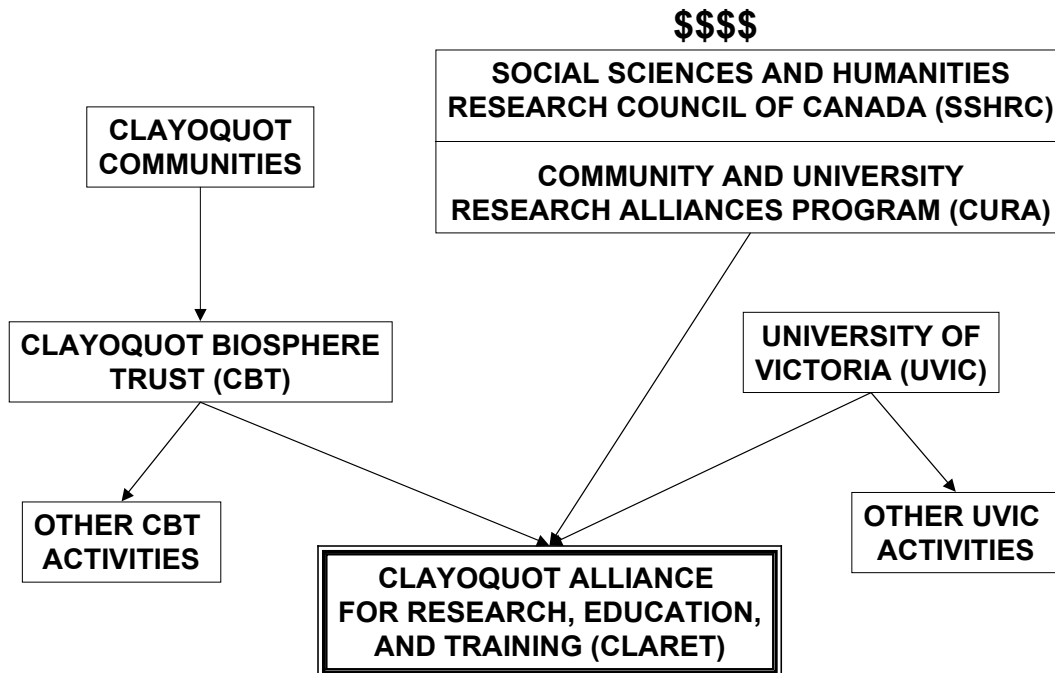 $$$$
SOCIAL SCIENCES AND HUMANITIES
RESEARCH COUNCIL OF CANADA (SSHRC)
COMMUNITY AND UNIVERSITY
RESEARCH ALLIANCES PROGRAM (CURA)
CLAYOQUOT
COMMUNITIES
CLAYOQUOT BIOSPHERE
TRUST (CBT)
UNIVERSITY OF
VICTORIA (UVIC)
OTHER CBT
ACTIVITIES
OTHER UVIC
ACTIVITIES
CLAYOQUOT ALLIANCE
FOR RESEARCH, EDUCATION,
AND TRAINING (CLARET)